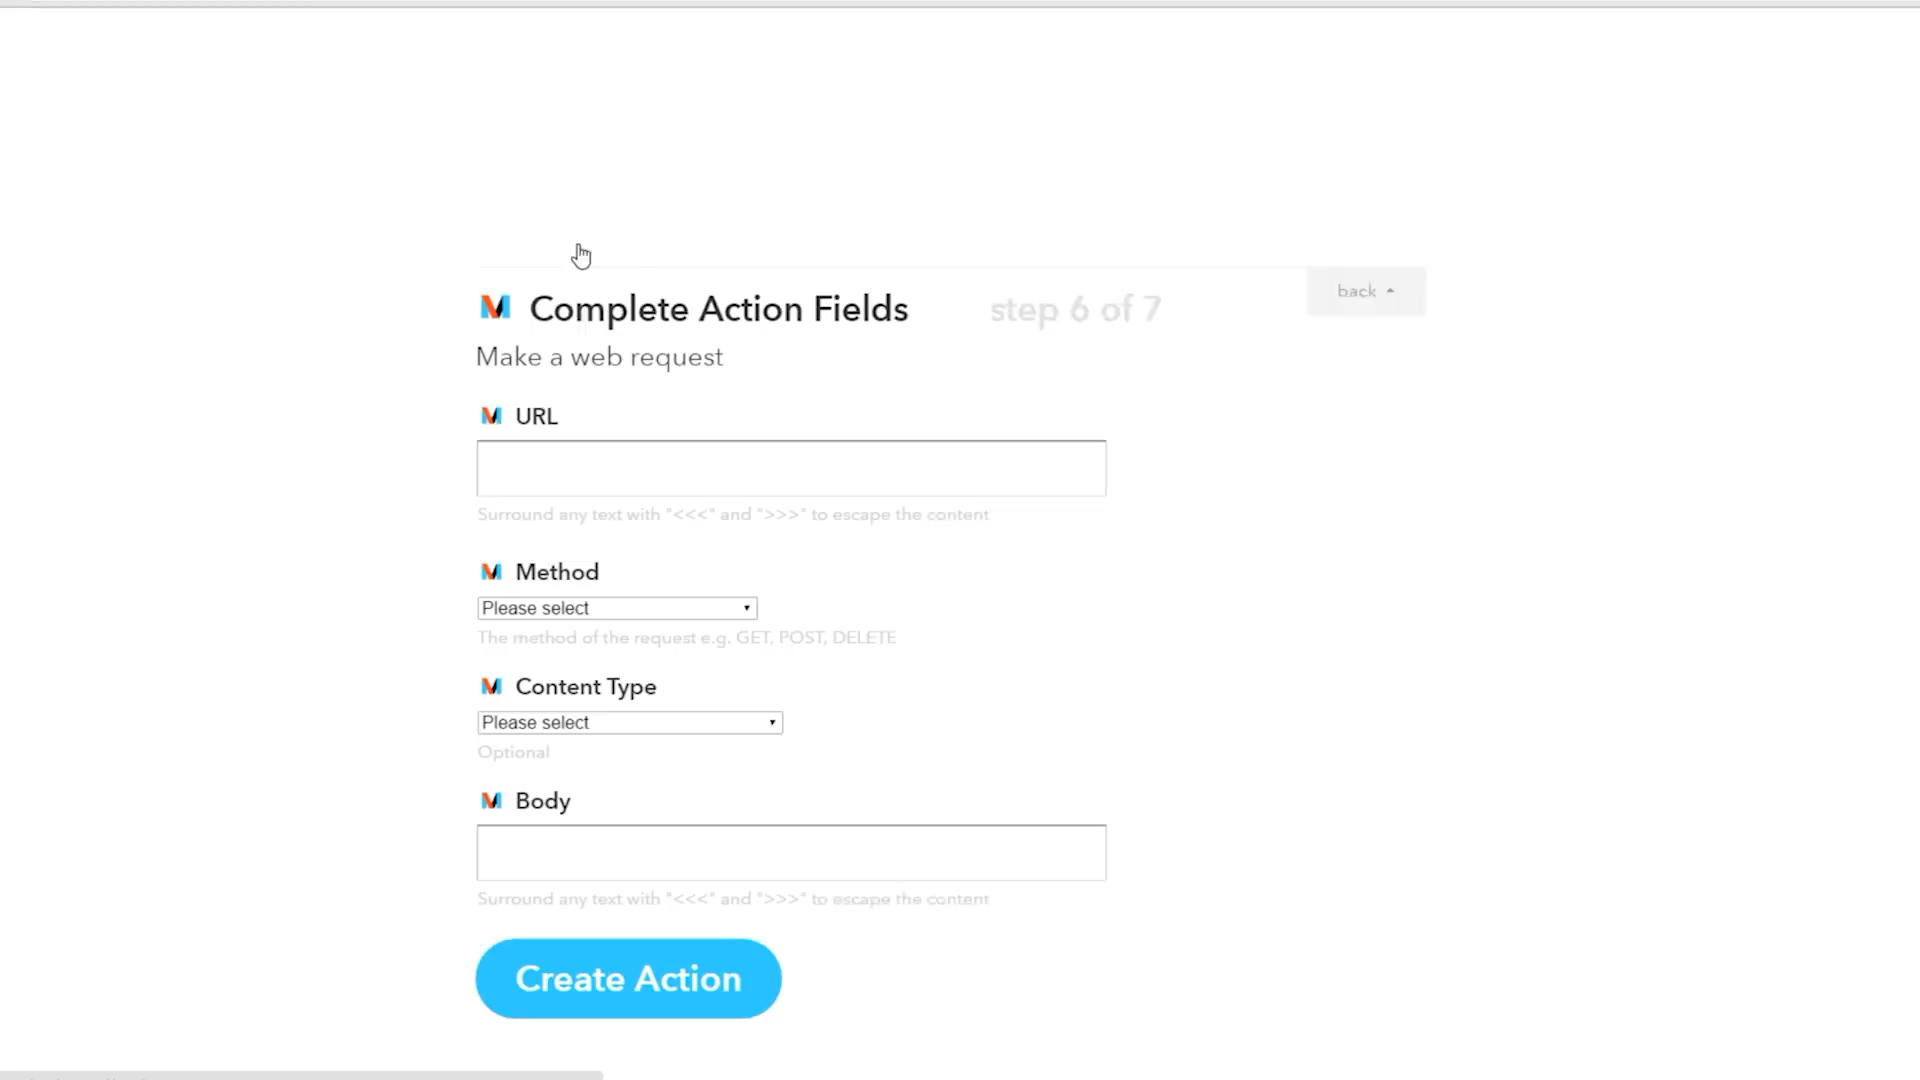 back
Complete Action Fields step 6 of 7
Make a web request
URL
Surround any text with "<<<" and ">>>" to escape the content
Method
Please select
The method of the request e.g. GET, POST, DELETE
Content Type
Please select
Optional
Body
Surround any text with "<<<" and ">>>" to escape the content
Create Action